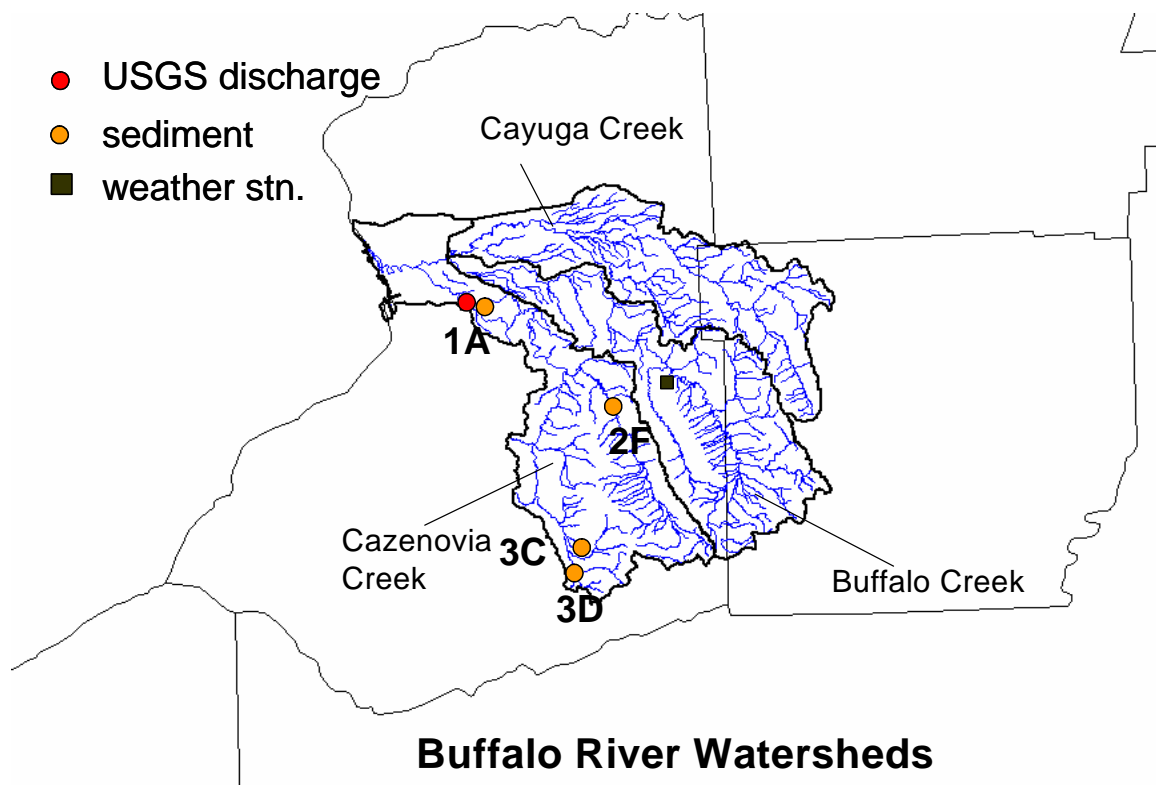 USGS discharge
sediment
weather stn.
Cayuga Creek
1A
2F
Cazenovia
Creek
3C
3D
Buffalo Creek
Buffalo River Watersheds